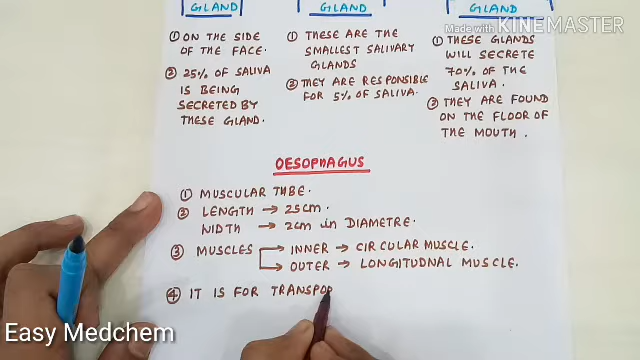 GLAND
① ON THE SIDE
OF THE FACE.
② 25% OF SALIVA
IS BEING
SECRETED BY
THESE GLAND.
GLAND
① THESE ARE THE
SMALLEST SALIVARY
GLANDS
② THEY ARE RESPONSIBLE
FOR 5% OF SALIVA.
GLAND
① THESE GLANDS
WILL SECRETE
70% OF THE
SALIVA.
② THEY ARE FOUND
ON THE FLOOR OF
THE MOUTH.
Made with KINEMASTER
OESOPHAGUS
① MUSCULAR TUBE.
② LENGTH → 25cm.
WIDTH → 2cm in DIAMETRE.
③ MUSCLES → INNER → CIRCULAR MUSCLE.
→ OUTER → LONGITUDNAL MUSCLE.
④ IT IS FOR TRANSPO
Easy Medchem